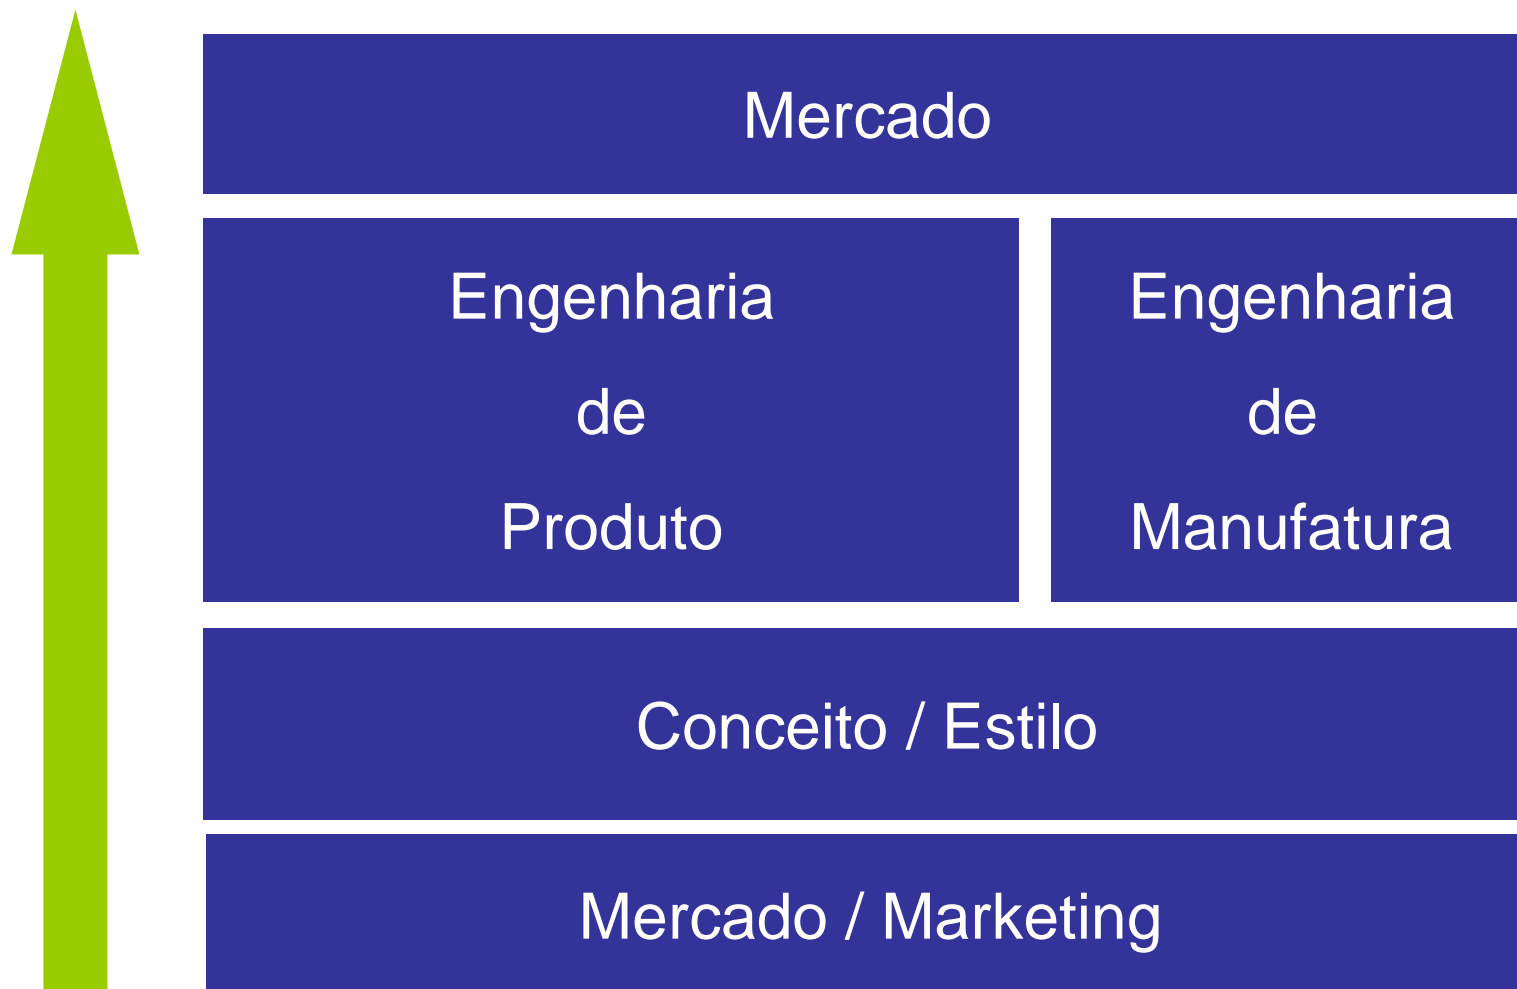 Mercado
Engenharia
de
Produto
Engenharia
de
Manufatura
Conceito / Estilo
Mercado / Marketing